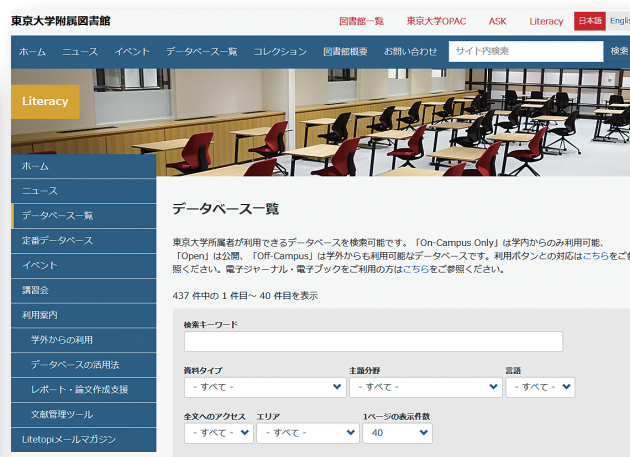 東京大学附属図書館
図書館一覧 東京大学OPAC ASK Literacy 日本語 Englis
ホーム ニュース イベント データベース一覧 コレクション 図書館概要 お問い合わせ サイト内検索 検索
Literacy
ホーム
ニュース
データベース一覧
定番データベース
イベント
講習会
利用案内
学外からの利用
データベースの活用法
レポート・論文作成支援
文献管理ツール
Litetopiメールマガジン
データベース一覧
東京大学所属者が利用できるデータベースを検索可能です。「On-Campus Only」は学内からのみ利用可能、
「Open」は公開、「Off-Campus」は学外からも利用可能なデータベースです。利用ボタンとの対応はこちらをご参
照ください。電子ジャーナル・電子ブックをご利用の方はこちらをご参照ください。
437 件中の 1 件目～ 40 件目を表示
検索キーワード
資料タイプ 主題分野 言語
- すべて - - すべて - - すべて -
全文へのアクセス エリア 1ページの表示件数
- すべて - - すべて - 40